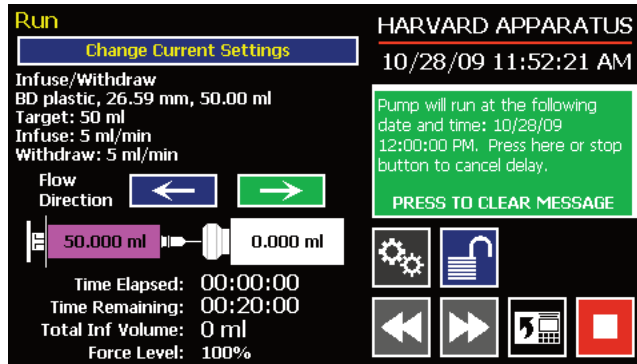 Run
Change Current Settings
Infuse/Withdraw
BD plastic, 26.59 mm, 50.00 ml
Target: 50 ml
Infuse: 5 ml/min
Withdraw: 5 ml/min
Flow
Direction
50.000 ml
0.000 ml
Time Elapsed: 00:00:00
Time Remaining: 00:20:00
Total Inf Volume: 0 ml
Force Level: 100%
HARVARD APPARATUS
10/28/09 11:52:21 AM
Pump will run at the following
date and time: 10/28/09
12:00:00 PM. Press here or stop
button to cancel delay.
PRESS TO CLEAR MESSAGE